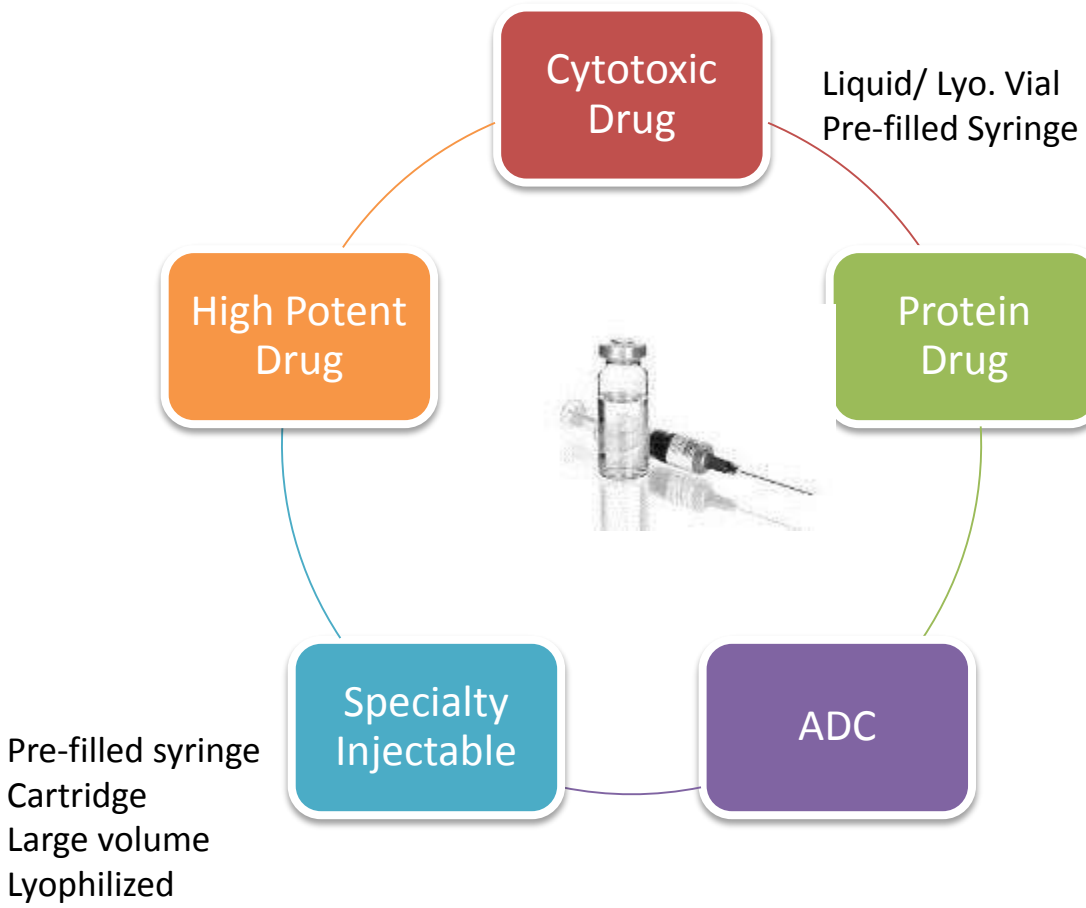 Cytotoxic
Drug
Liquid/ Lyo. Vial
Pre-filled Syringe
High Potent
Drug
Protein
Drug
Specialty
Injectable
ADC
Pre-filled syringe
Cartridge
Large volume
Lyophilized